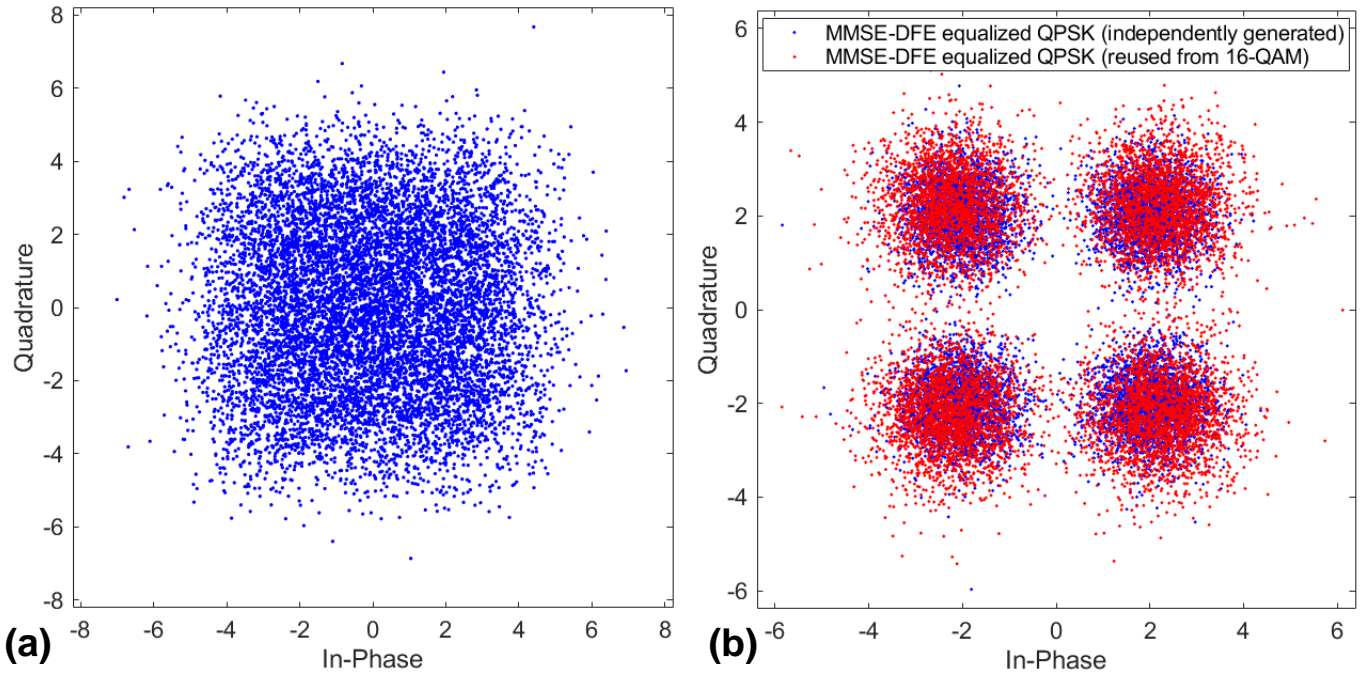 8
6
4
2
0
-2
-4
-6
-8
Quadrature
-8 -6 -4 -2 0 2 4 6 8
In-Phase
(a)
MMSE-DFE equalized QPSK (independently generated)
MMSE-DFE equalized QPSK (reused from 16-QAM)
6
4
2
0
-2
-4
-6
Quadrature
-6 -4 -2 0 2 4 6
In-Phase
(b)